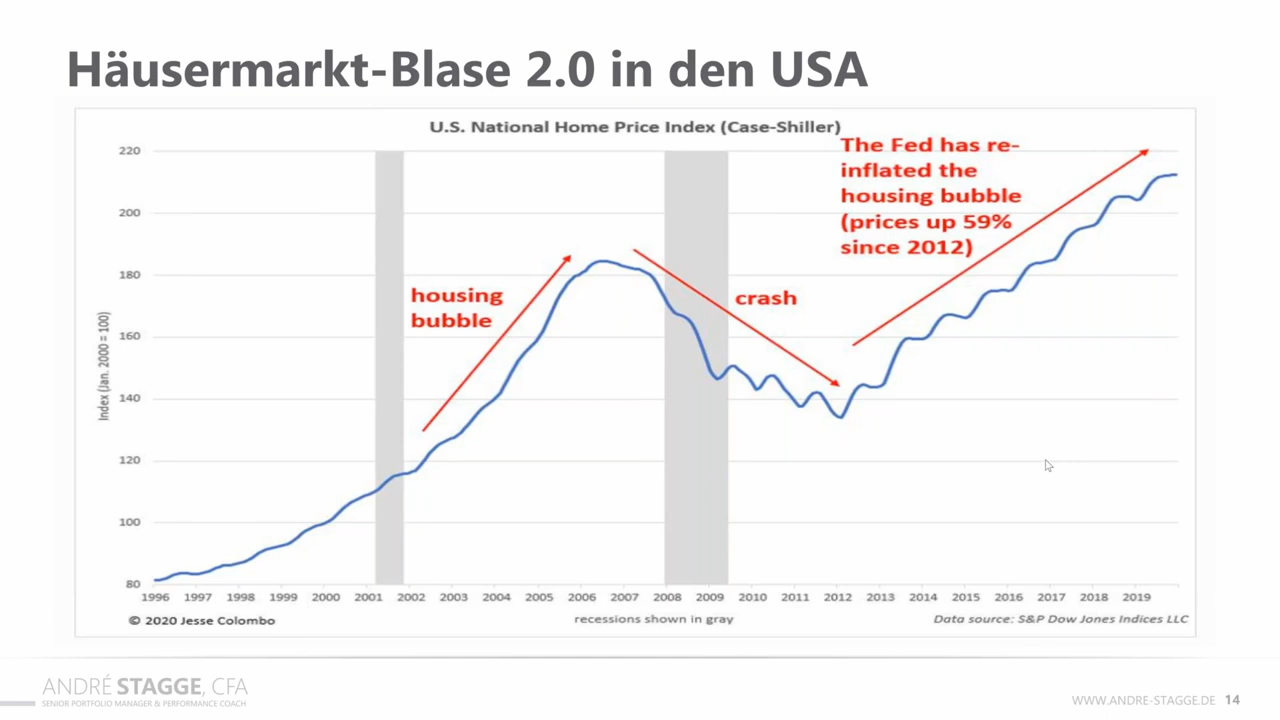 Häusermarkt-Blase 2.0 in den USA
U.S. National Home Price Index (Case-Shiller)
The Fed has re-
inflated the
housing bubble
(prices up 59%
since 2012)
housing
bubble
crash
Index (Jan. 2000 = 100)
220
200
180
160
140
120
100
80
1996 1997 1998 1999 2000 2001 2002 2003 2004 2005 2006 2007 2008 2009 2010 2011 2012 2013 2014 2015 2016 2017 2018 2019
© 2020 Jesse Colombo
recessions shown in gray
Data source: S&P Dow Jones Indices LLC
ANDRÉ STAGGE, CFA
SENIOR PORTFOLIO MANAGER & PERFORMANCE COACH
WWW.ANDRE-STAGGE.DE 14